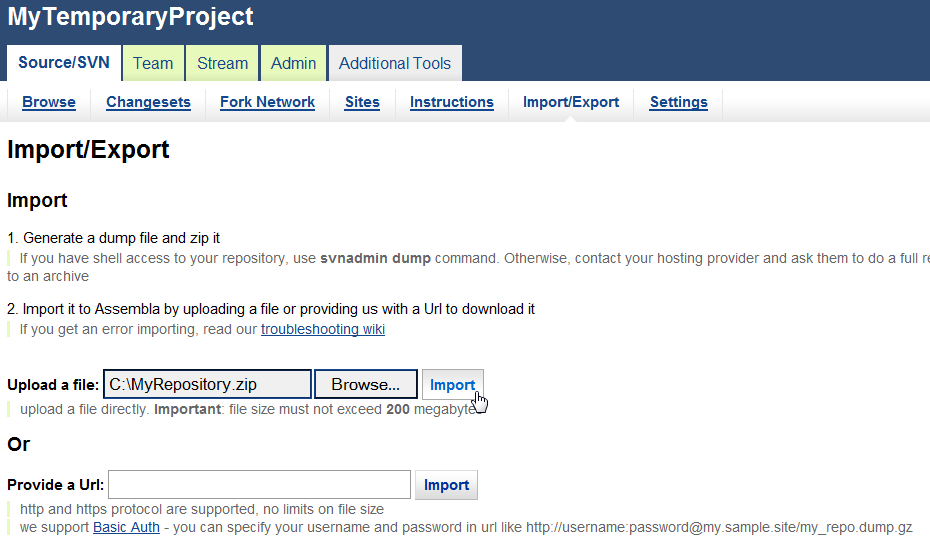 MyTemporaryProject
Source/SVN Team Stream Admin Additional Tools
Browse Changesets Fork Network Sites Instructions Import/Export Settings
Import/Export
Import
1. Generate a dump file and zip it
If you have shell access to your repository, use svnadmin dump command. Otherwise, contact your hosting provider and ask them to do a full
to an archive
2. Import it to Assembla by uploading a file or providing us with a Url to download it
If you get an error importing, read our troubleshooting wiki
Upload a file: C:\MyRepository.zip Browse... Import
upload a file directly. Important: file size must not exceed 200
Or
Provide a Url: Import
http and https protocol are supported, no limits on file size
we support Basic Auth - you can specify your username and password in url like http://username:password@my.sample.site/my_repo.dump.gz